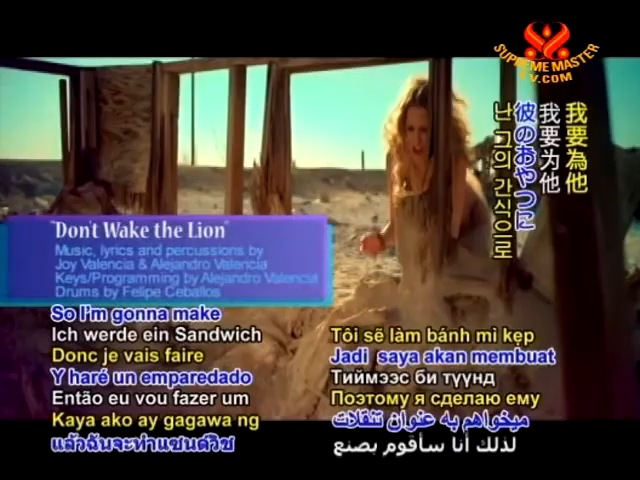 SUPREME MASTER
TV.COM
我要為他
我要为他
彼のおやつに
난 그의 간식으로
"Don't Wake the Lion"
Music, lyrics and percussions by
Joy Valencia & Alejandro Valencia
Keys/Programming by Alejandro Valencia
Drums by Felipe Ceballos
So I'm gonna make
Ich werde ein Sandwich
Donc je vais faire
Y haré un emparedado
Então eu vou fazer um
Kaya ako ay gagawa ng
แล้วฉันจะทำแซนด์วิช
Tôi sẽ làm bánh mì kẹp
Jadi saya akan membuat
Тиймээс би түүнд
Поэтому я сделаю ему
میخواهم به عنوان تنقلات
لذلك أنا سأقوم بصنع